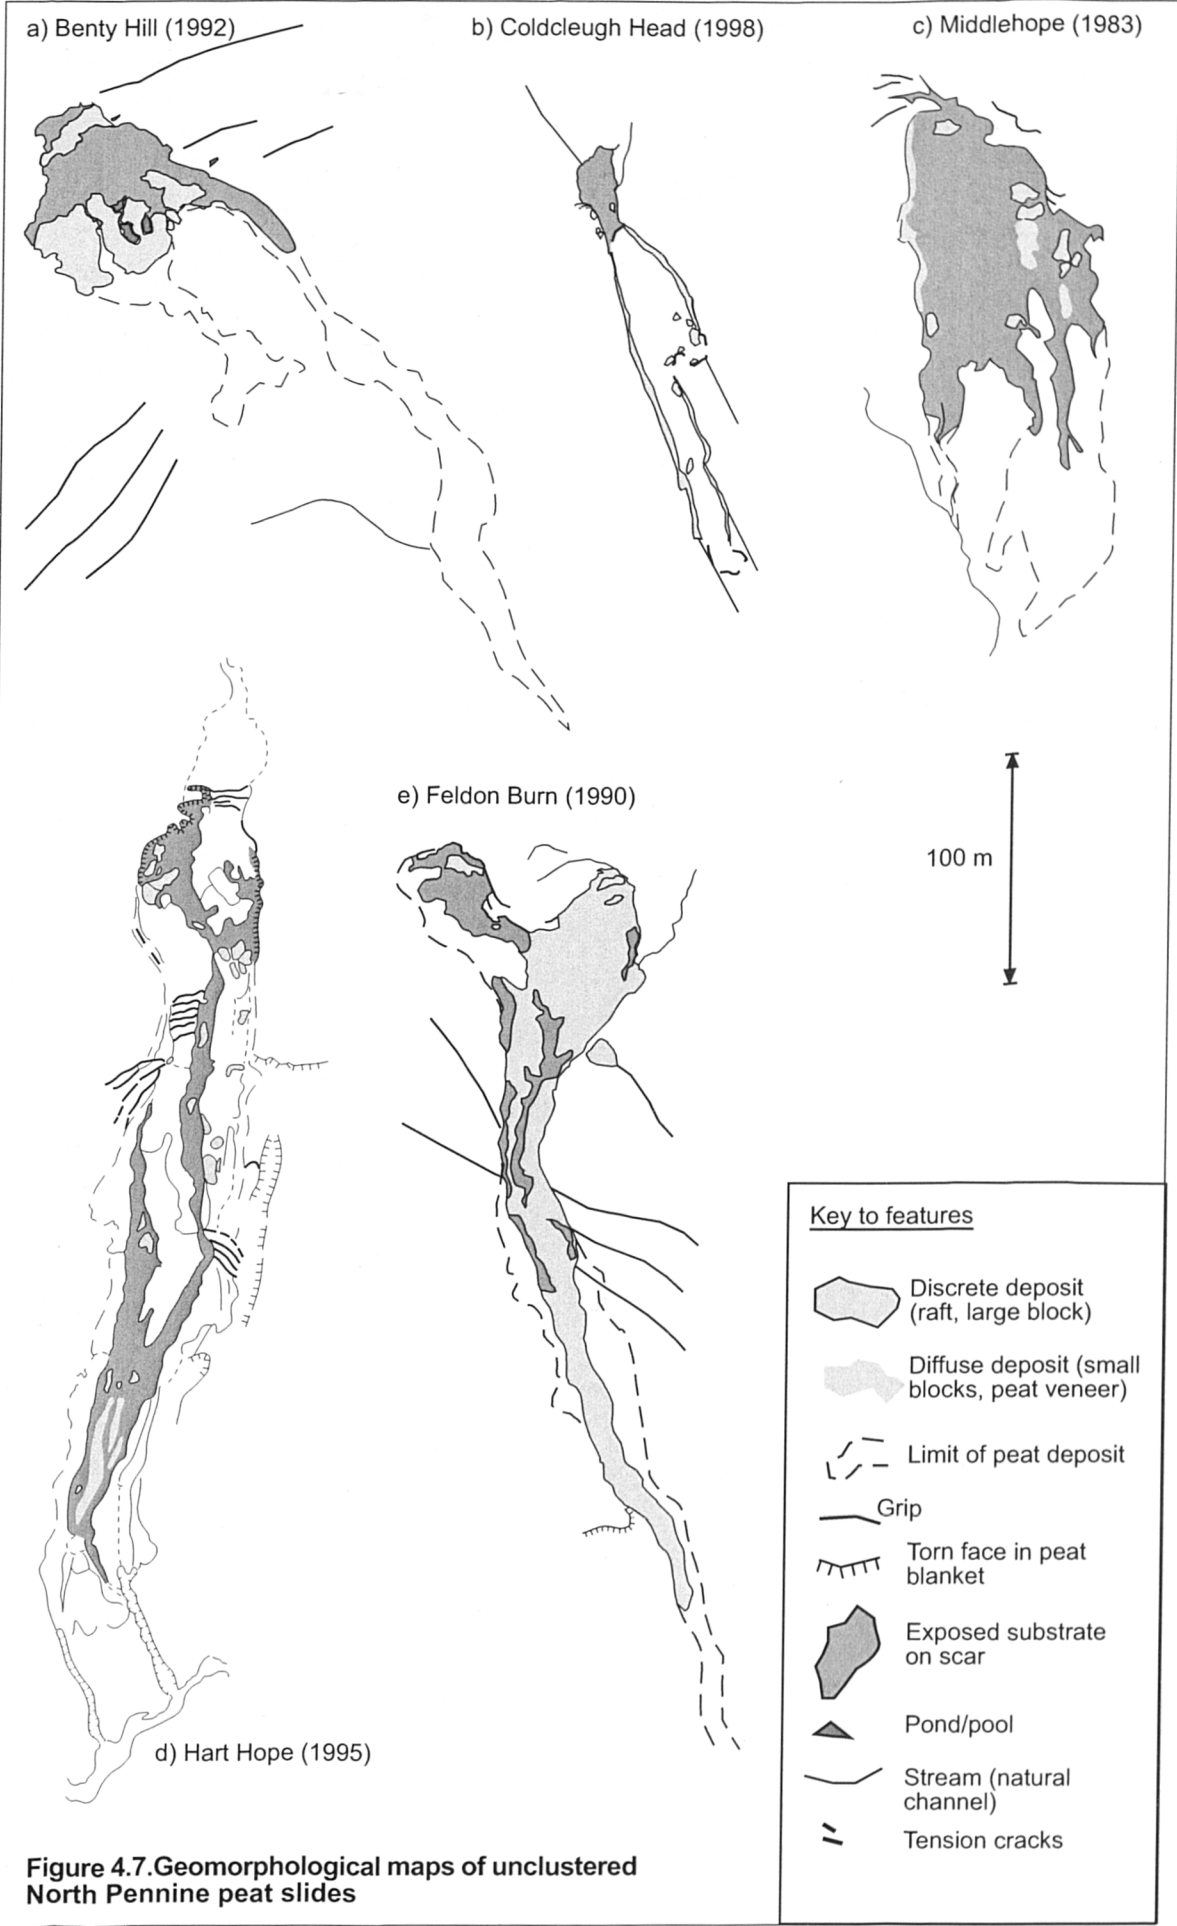 a) Benty Hill (1992)
b) Coldcleugh Head (1998)
c) Middlehope (1983)
e) Feldon Burn (1990)
100 m
d) Hart Hope (1995)
Key to features
Discrete deposit
(raft, large block)
Diffuse deposit (small
blocks, peat veneer)
Limit of peat deposit
Grip
Torn face in peat
blanket
Exposed substrate
on scar
Pond/pool
Stream (natural
channel)
Tension cracks
Figure 4.7.Geomorphological maps of unclustered
North Pennine peat slides